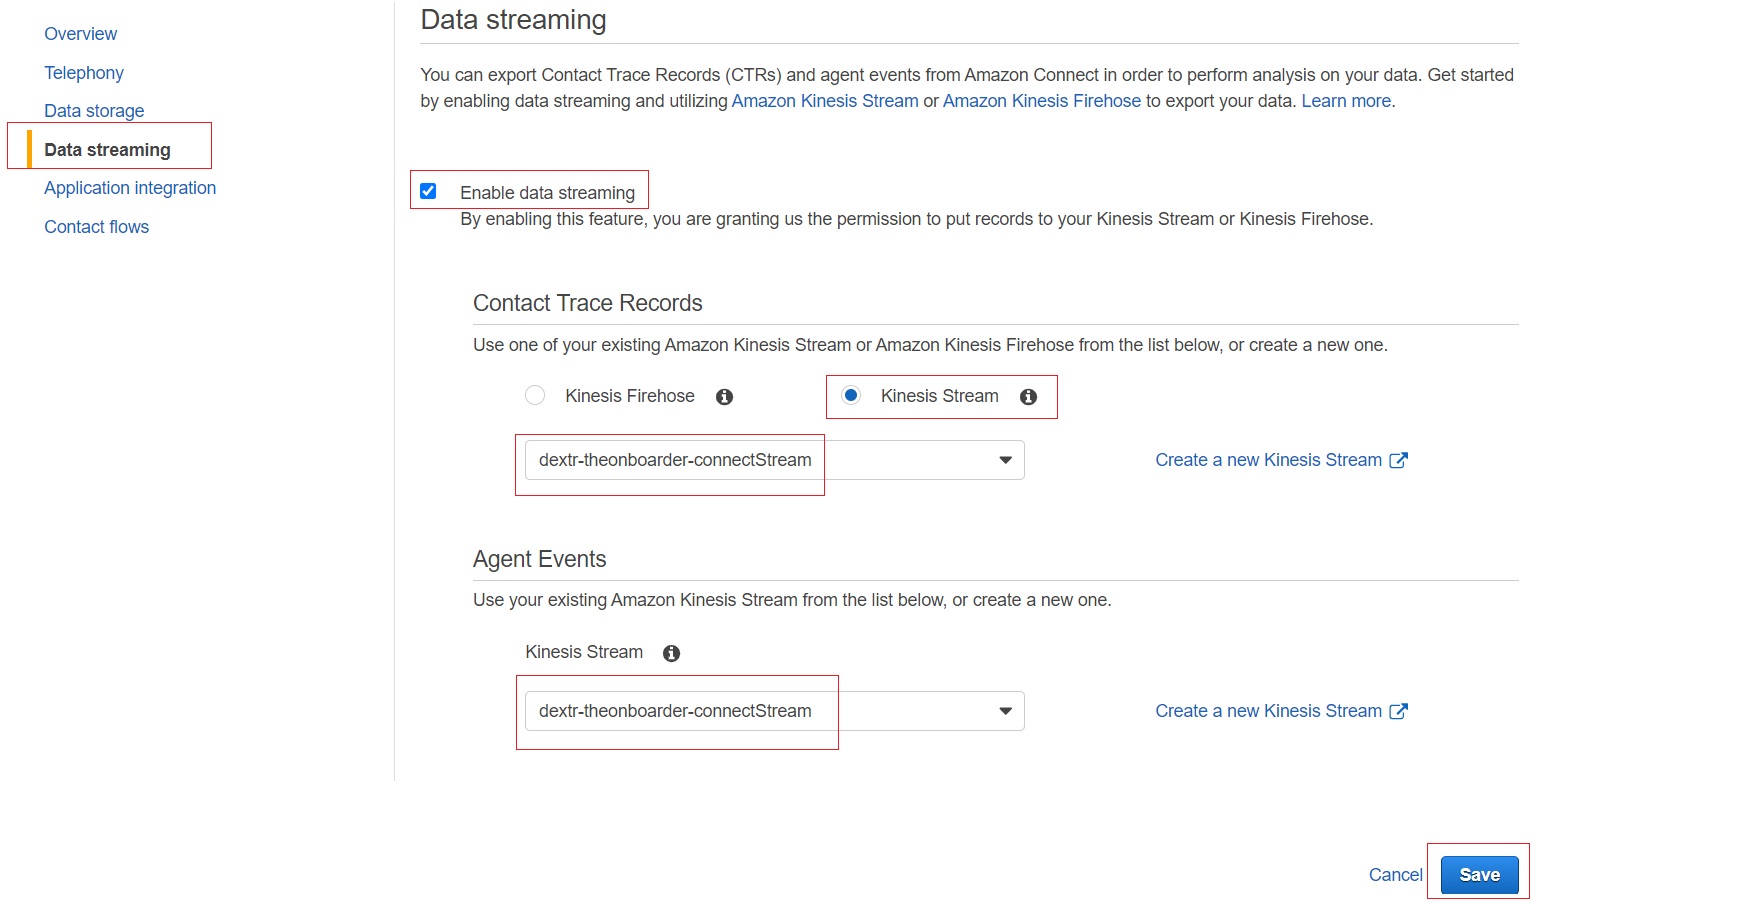 Overview
Telephony
Data storage
Data streaming
Application integration
Contact flows
Data streaming
You can export Contact Trace Records (CTRs) and agent events from Amazon Connect in order to perform analysis on your data. Get started
by enabling data streaming and utilizing Amazon Kinesis Stream or Amazon Kinesis Firehose to export your data. Learn more.
Enable data streaming
By enabling this feature, you are granting us the permission to put records to your Kinesis Stream or Kinesis Firehose.
Contact Trace Records
Use one of your existing Amazon Kinesis Stream or Amazon Kinesis Firehose from the list below, or create a new one.
Kinesis Firehose Kinesis Stream
dextr-theonboarder-connectStream Create a new Kinesis Stream
Agent Events
Use your existing Amazon Kinesis Stream from the list below, or create a new one.
Kinesis Stream
dextr-theonboarder-connectStream Create a new Kinesis Stream
Cancel Save